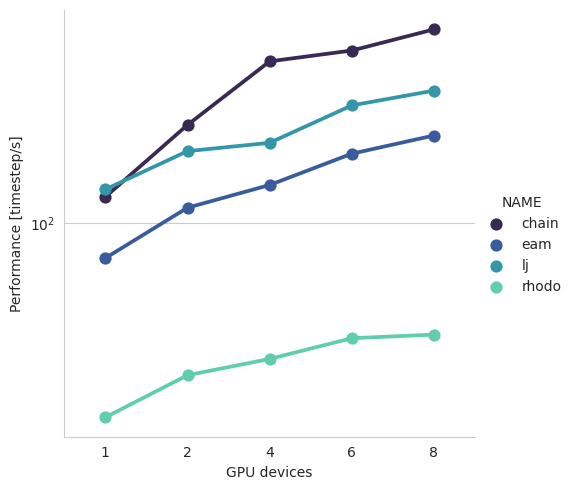 Performance [timestep/s]
10²
1 2 4 6 8
GPU devices
NAME
chain
eam
lj
rhodo